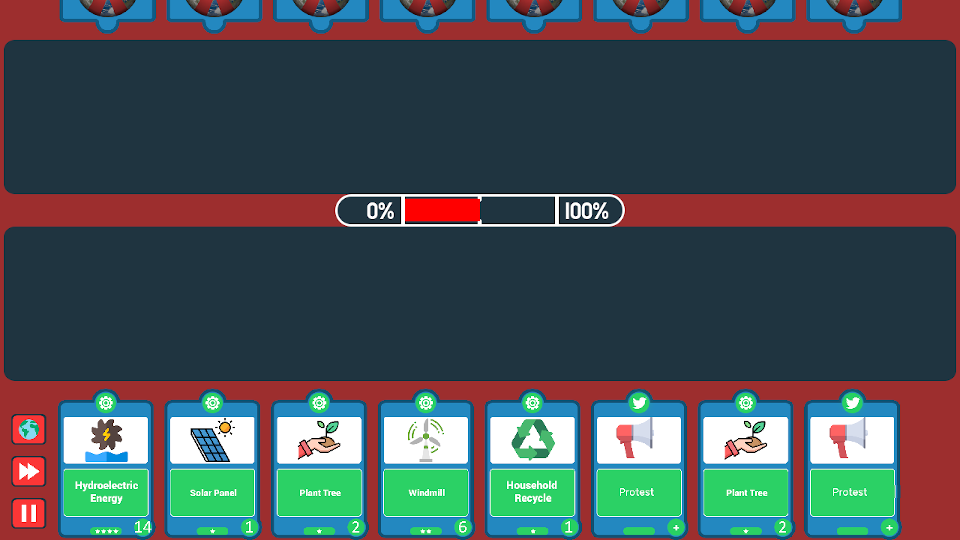 0% 100%
Hydroelectric
Energy
14
Solar Panel
1
Plant Tree
2
Windmill
6
Household
Recycle
1
Protest
+
Plant Tree
2
Protest
+